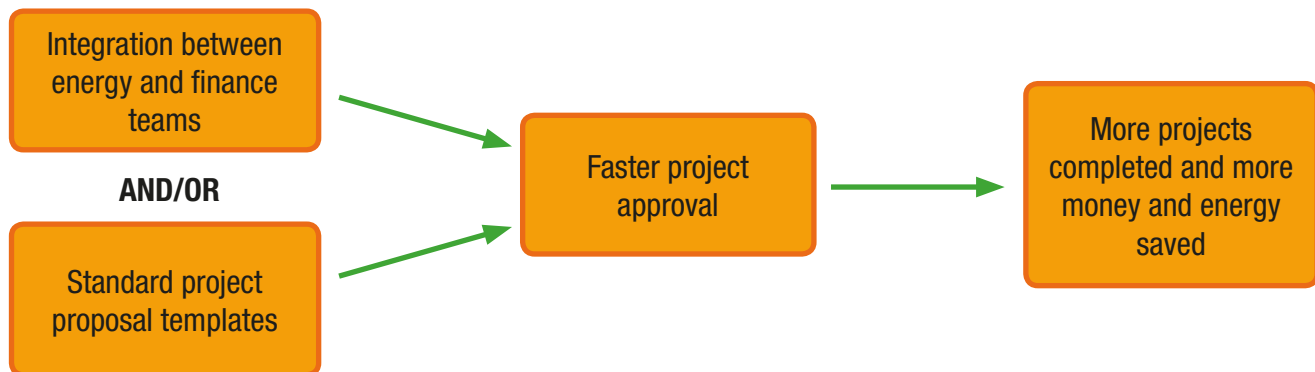 Integration between
energy and finance
teams
AND/OR
Standard project
proposal templates
Faster project
approval
More projects
completed and more
money and energy
saved